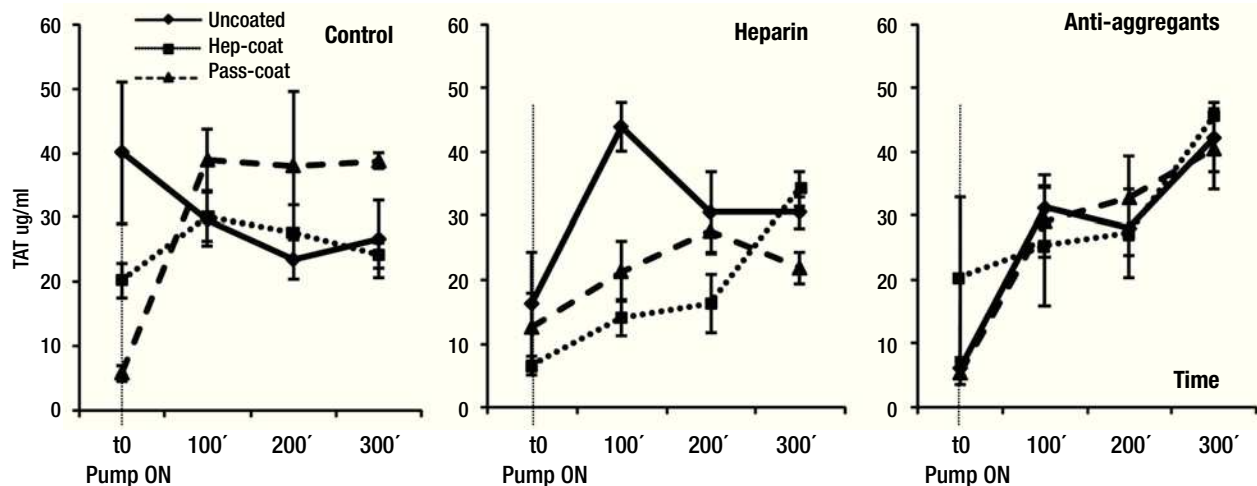 Uncoated
Hep-coat
Pass-coat
Control
Heparin
Anti-aggregants
TAT ug/ml
60
50
40
30
20
10
0
t0 100´ 200´ 300´
Pump ON
60
50
40
30
20
10
0
t0 100´ 200´ 300´
Pump ON
60
50
40
30
20
10
0
Time
t0 100´ 200´ 300´
Pump ON